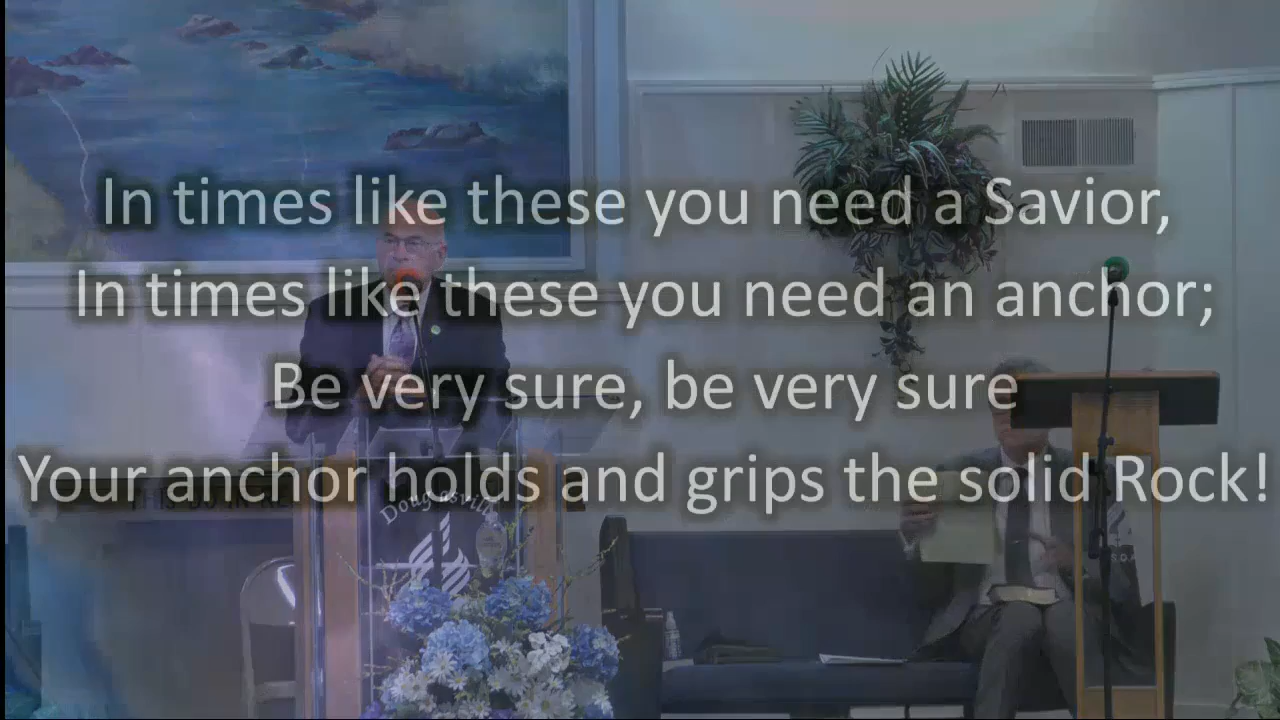 In times like these you need a Savior,
In times like these you need an anchor;
Be very sure, be very sure
Your anchor holds and grips the solid Rock!
Douglasville